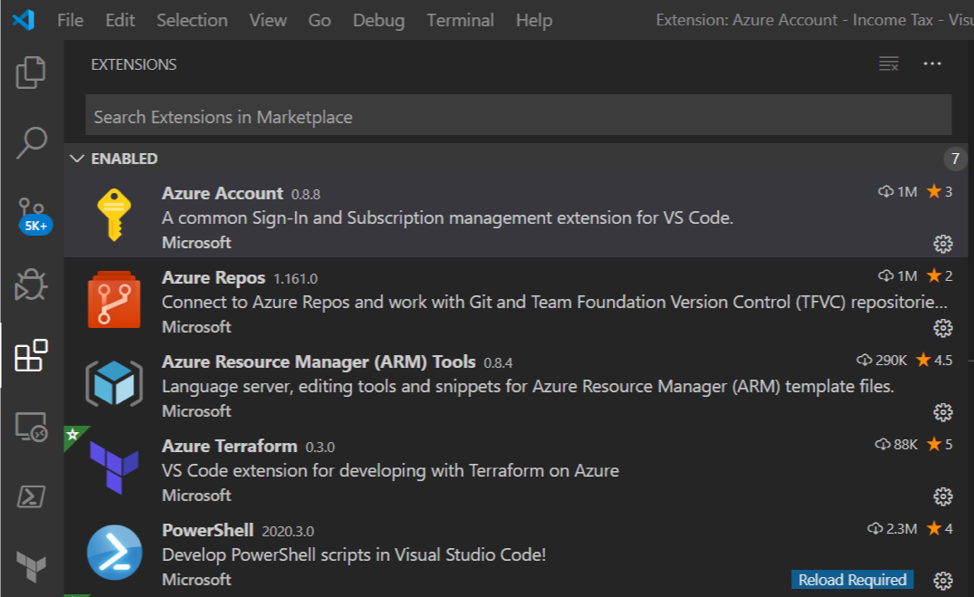 File Edit Selection View Go Debug Terminal Help Extension: Azure Account - Income Tax - Visu
EXTENSIONS
Search Extensions in Marketplace
ENABLED 7
Azure Account 0.8.8 1M 3
A common Sign-In and Subscription management extension for VS Code.
Microsoft
5K+
Azure Repos 1.161.0 1M 2
Connect to Azure Repos and work with Git and Team Foundation Version Control (TFVC) repositorie...
Microsoft
Azure Resource Manager (ARM) Tools 0.8.4 290K 4.5
Language server, editing tools and snippets for Azure Resource Manager (ARM) template files.
Microsoft
Azure Terraform 0.3.0 88K 5
VS Code extension for developing with Terraform on Azure
Microsoft
PowerShell 2020.3.0 2.3M 4
Develop PowerShell scripts in Visual Studio Code!
Microsoft Reload Required